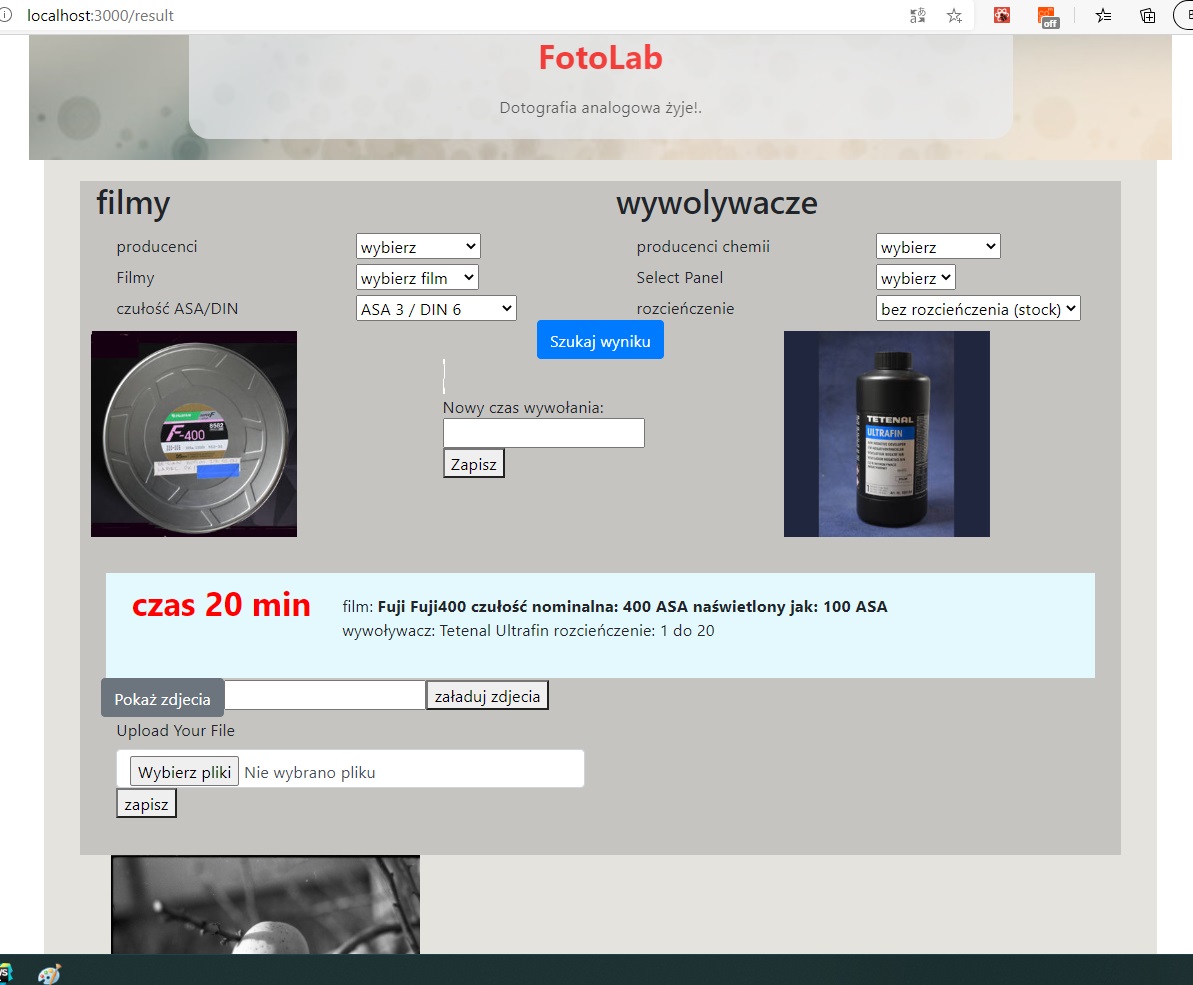 localhost:3000/result
off
FotoLab
Dotografia analogowa żyje!.
filmy
producenci wybierz
Filmy wybierz film
czułość ASA/DIN ASA 3 / DIN 6
wywolywacze
producenci chemii wybierz
Select Panel wybierz
rozcieńczenie bez rozcieńczenia (stock)
Szukaj wyniku
F-400
8582
Nowy czas wywołania:
Zapisz
TETENAL
ULTRAFIN
czas 20 min
film: Fuji Fuji400 czułość nominalna: 400 ASA naświetlony jak: 100 ASA
wywoływacz: Tetenal Ultrafin rozcieńczenie: 1 do 20
Pokaż zdjecia załaduj zdjecia
Upload Your File
Wybierz pliki Nie wybrano pliku
zapisz